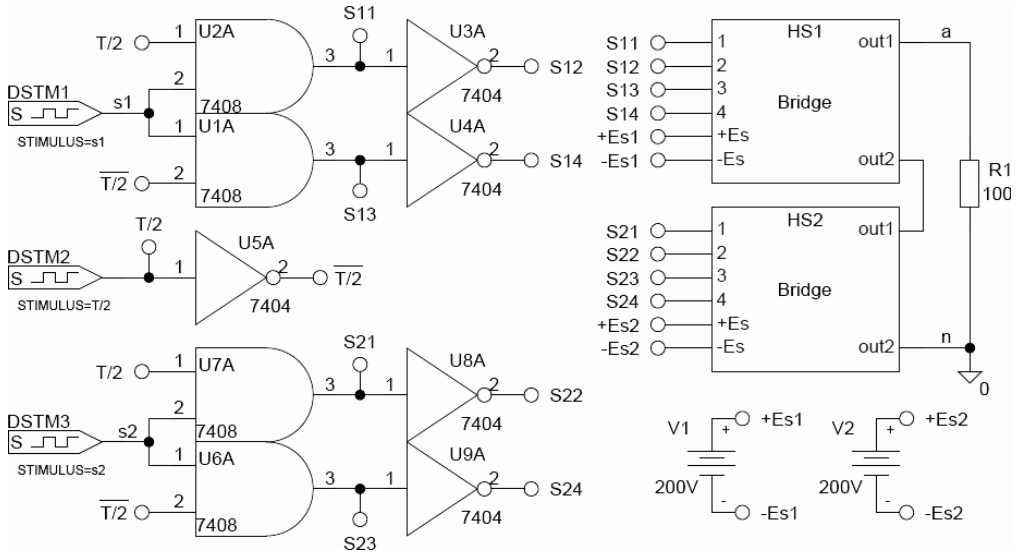 T/2
1
U2A
7408
3
S11
1
U3A
2
7404
S12
DSTM1
S
STIMULUS=s1
s1
2
1
U1A
T/2
2
7408
3
S13
1
U4A
2
7404
S14
DSTM2
S
STIMULUS=T/2
T/2
1
U5A
2
7404
T/2
T/2
1
U7A
7408
3
S21
1
U8A
2
7404
S22
DSTM3
S
STIMULUS=s2
s2
2
1
U6A
T/2
2
7408
3
S23
1
U9A
2
7404
S24
HS1
Bridge
S11
1
S12
2
S13
3
S14
4
+Es1
+Es
-Es1
-Es
out1
out2
a
R1
100
HS2
Bridge
S21
1
S22
2
S23
3
S24
4
+Es2
+Es
-Es2
-Es
out1
out2
n
0
V1
+
200V
-
+Es1
-Es1
V2
+
200V
-
+Es2
-Es2